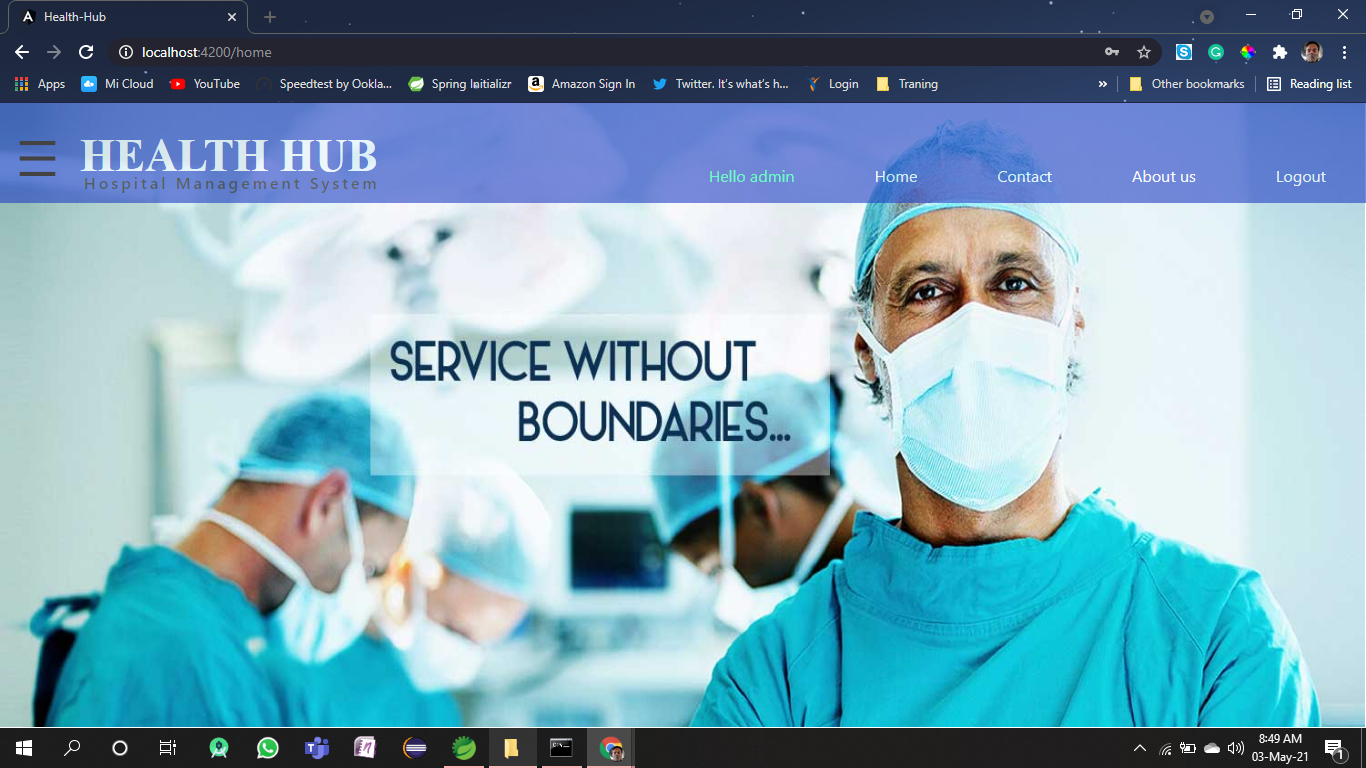 Health-Hub
localhost:4200/home
Apps
Mi Cloud
YouTube
Speedtest by Ookla...
Spring Initializr
Amazon Sign In
Twitter. It's what's h...
Login
Traning
»
Other bookmarks
Reading list
HEALTH HUB
Hospital Management System
Hello admin
Home
Contact
About us
Logout
SERVICE WITHOUT
BOUNDARIES...
8:49 AM
03-May-21
1